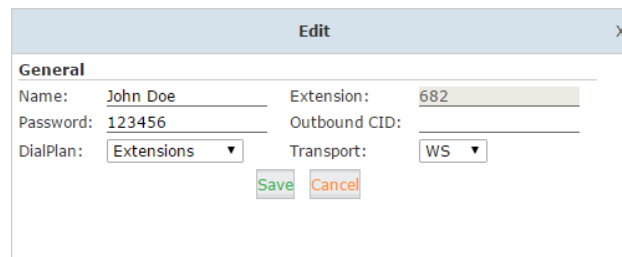 Edit X
General
Name: John Doe Extension: 682
Password: 123456 Outbound CID:
DialPlan: Extensions Transport: WS
Save Cancel